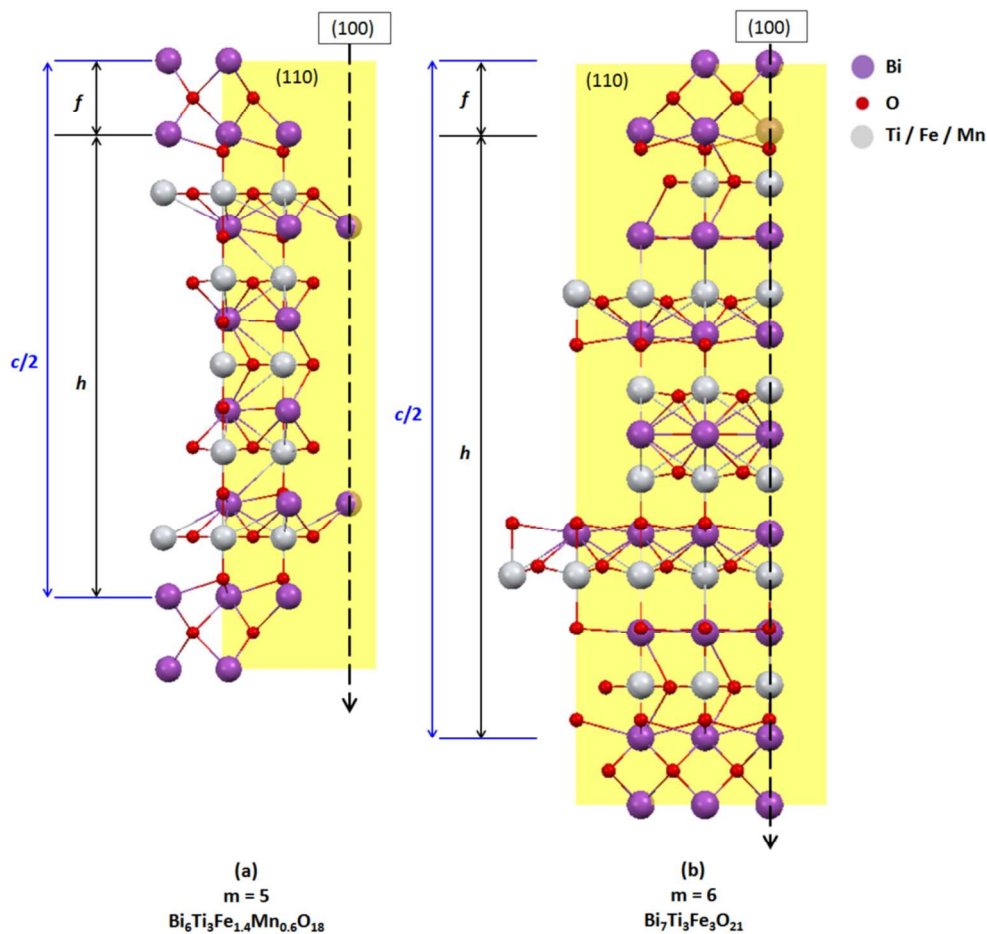 (100)
(110)
f
h
c/2
(a)
m = 5
Bi₆Ti₃Fe₁.₄Mn₀.₆O₁₈
(100)
(110)
f
h
c/2
(b)
m = 6
Bi₇Ti₃Fe₃O₂₁
Bi
O
Ti / Fe / Mn